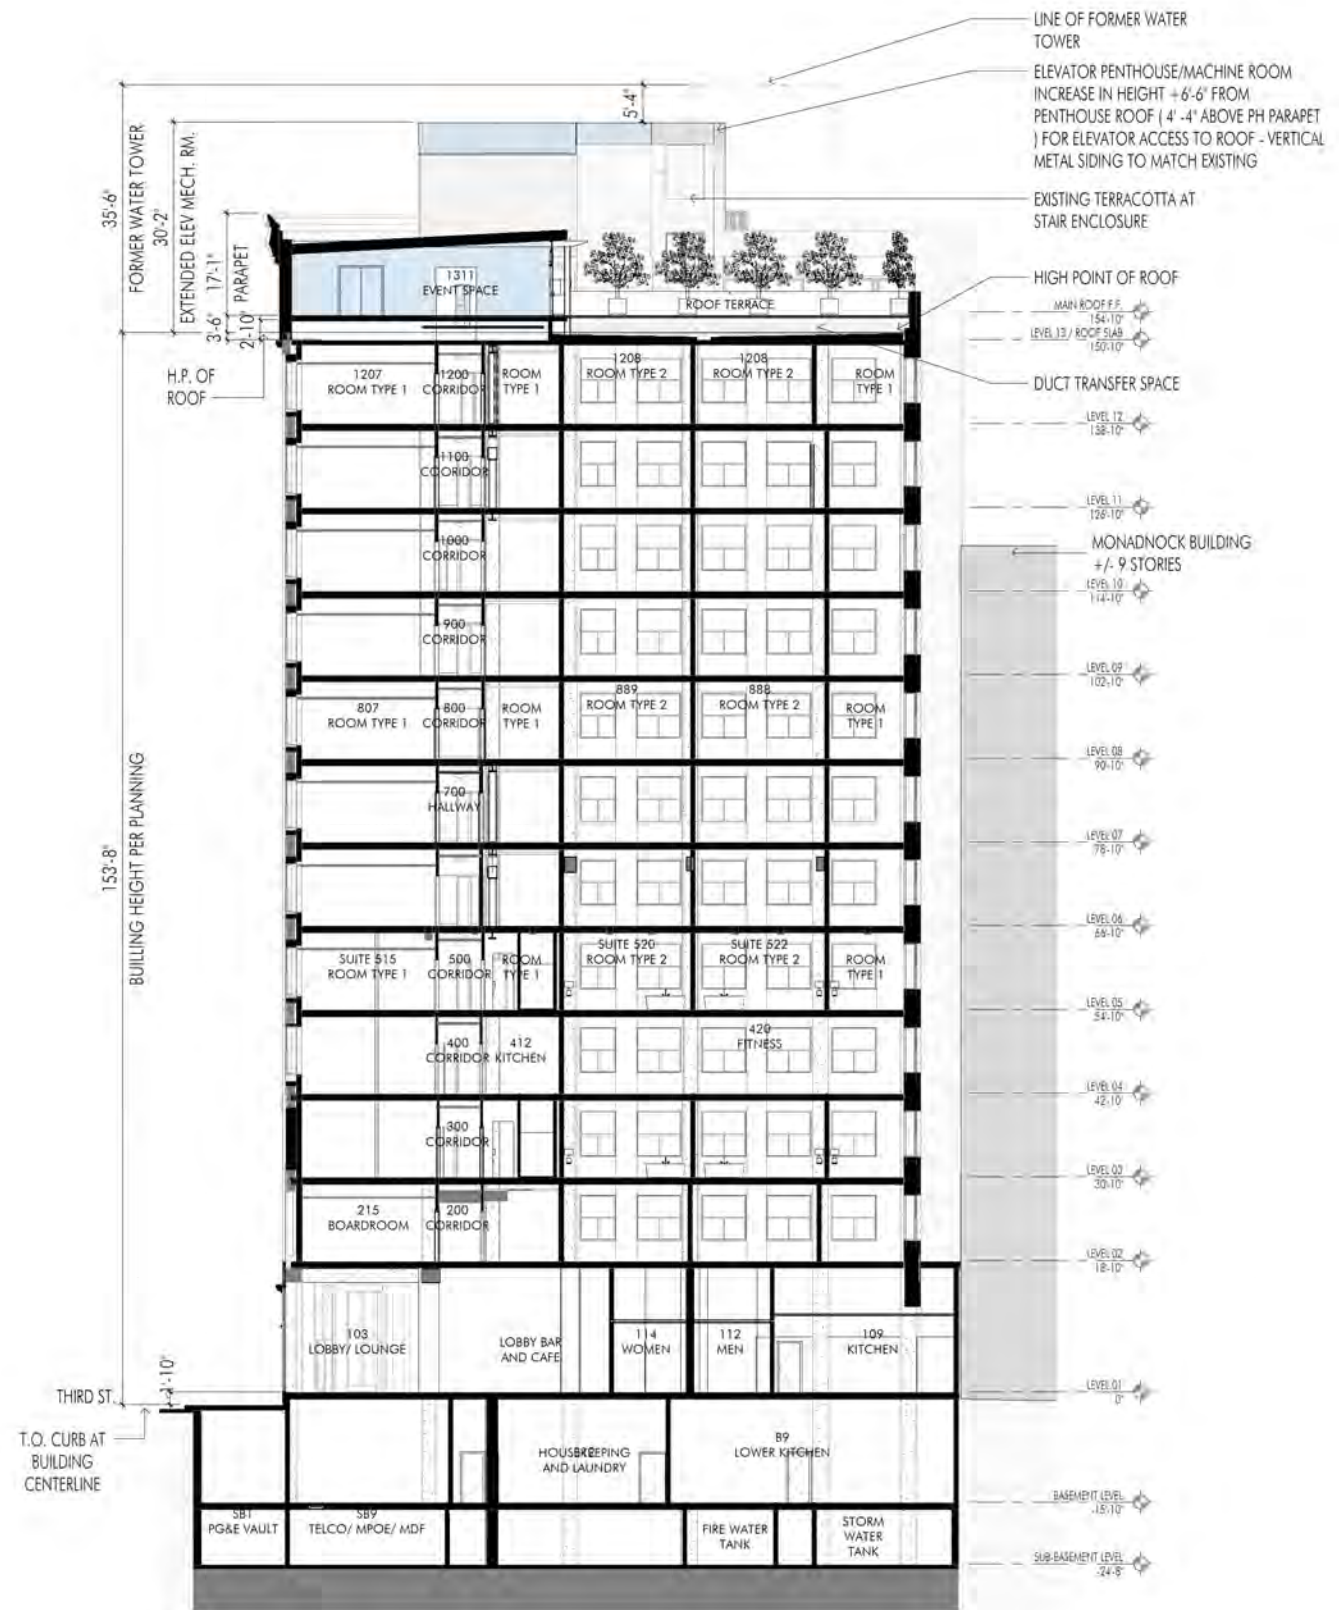 LINE OF FORMER WATER
TOWER
ELEVATOR PENTHOUSE/MACHINE ROOM
INCREASE IN HEIGHT +6'-6" FROM
PENTHOUSE ROOF ( 4' -4" ABOVE PH PARAPET
) FOR ELEVATOR ACCESS TO ROOF - VERTICAL
METAL SIDING TO MATCH EXISTING
EXISTING TERRACOTTA AT
STAIR ENCLOSURE
HIGH POINT OF ROOF
MAIN ROOF F.F.
154'-10"
LEVEL 13 / ROOF SLAB
150'-10"
DUCT TRANSFER SPACE
5'-4"
35'-6"
FORMER WATER TOWER
30'-2"
EXTENDED ELEV MECH. RM.
17'-1"
PARAPET
3'-6"
2'-10"
H.P. OF
ROOF
1311
EVENT SPACE
ROOF TERRACE
1207
ROOM TYPE 1
1200
CORRIDOR
ROOM
TYPE 1
1208
ROOM TYPE 2
1208
ROOM TYPE 2
ROOM
TYPE 1
LEVEL 12
138'-10"
1100
COORIDOR
LEVEL 11
126'-10"
1000
CORRIDOR
MONADNOCK BUILDING
+/- 9 STORIES
LEVEL 10
114'-10"
900
CORRIDOR
LEVEL 09
102'-10"
807
ROOM TYPE 1
800
CORRIDOR
ROOM
TYPE 1
889
ROOM TYPE 2
888
ROOM TYPE 2
ROOM
TYPE 1
LEVEL 08
90'-10"
700
HALLWAY
LEVEL 07
78'-10"
153'-8"
BUILLING HEIGHT PER PLANNING
LEVEL 06
66'-10"
SUITE 515
ROOM TYPE 1
500
CORRIDOR
ROOM
TYPE 1
SUITE 520
ROOM TYPE 2
SUITE 522
ROOM TYPE 2
ROOM
TYPE 1
LEVEL 05
54'-10"
400
CORRIDOR
412
KITCHEN
420
FITNESS
LEVEL 04
42'-10"
300
CORRIDOR
LEVEL 03
30'-10"
215
BOARDROOM
200
CORRIDOR
LEVEL 02
18'-10"
103
LOBBY/ LOUNGE
LOBBY BAR
AND CAFE
114
WOMEN
112
MEN
109
KITCHEN
LEVEL 01
0"
1'-10"
THIRD ST.
T.O. CURB AT
BUILDING
CENTERLINE
HOUSEKEEPING
AND LAUNDRY
B9
LOWER KITCHEN
BASEMENT LEVEL
-15'-10"
SB1
PG&E VAULT
SB9
TELCO/ MPOE/ MDF
FIRE WATER
TANK
STORM
WATER
TANK
SUB-BASEMENT LEVEL
-24'-8"